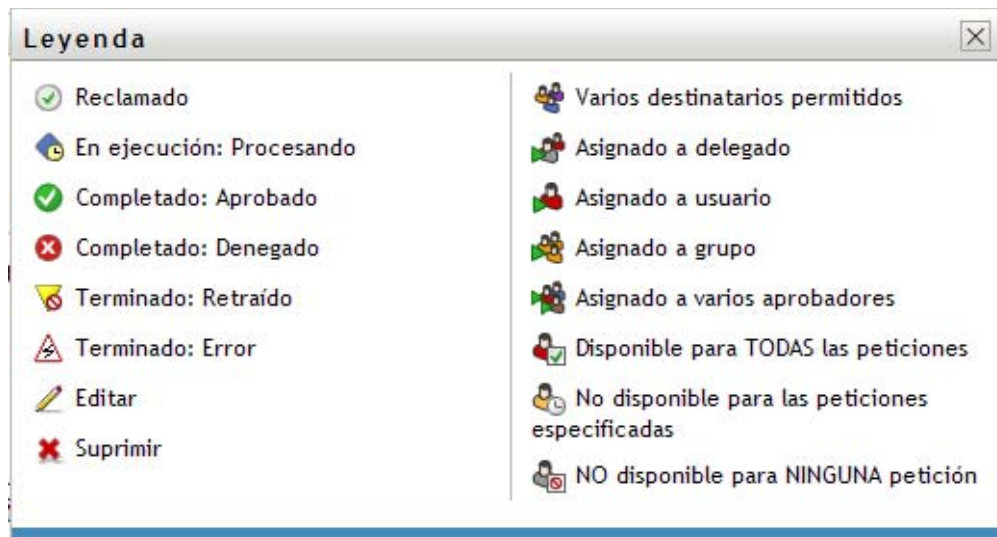 Leyenda
Reclamado
En ejecución: Procesando
Completado: Aprobado
Completado: Denegado
Terminado: Retraído
Terminado: Error
Editar
Suprimir
Varios destinatarios permitidos
Asignado a delegado
Asignado a usuario
Asignado a grupo
Asignado a varios aprobadores
Disponible para TODAS las peticiones
No disponible para las peticiones
especificadas
NO disponible para NINGUNA petición